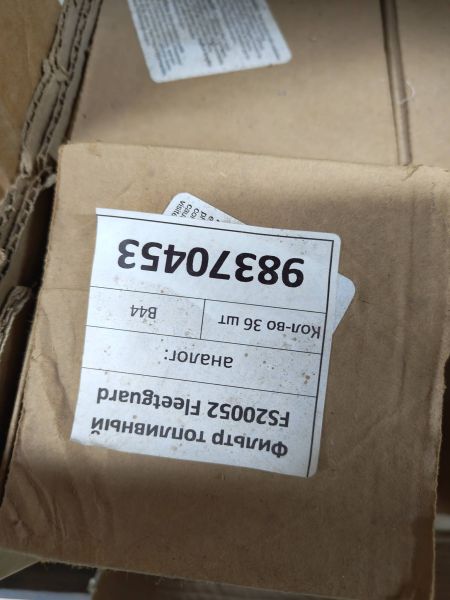 Фильтр топливный
FS20052 Fleetguard
аналог:
Кол-во 36 шт B44
98370453